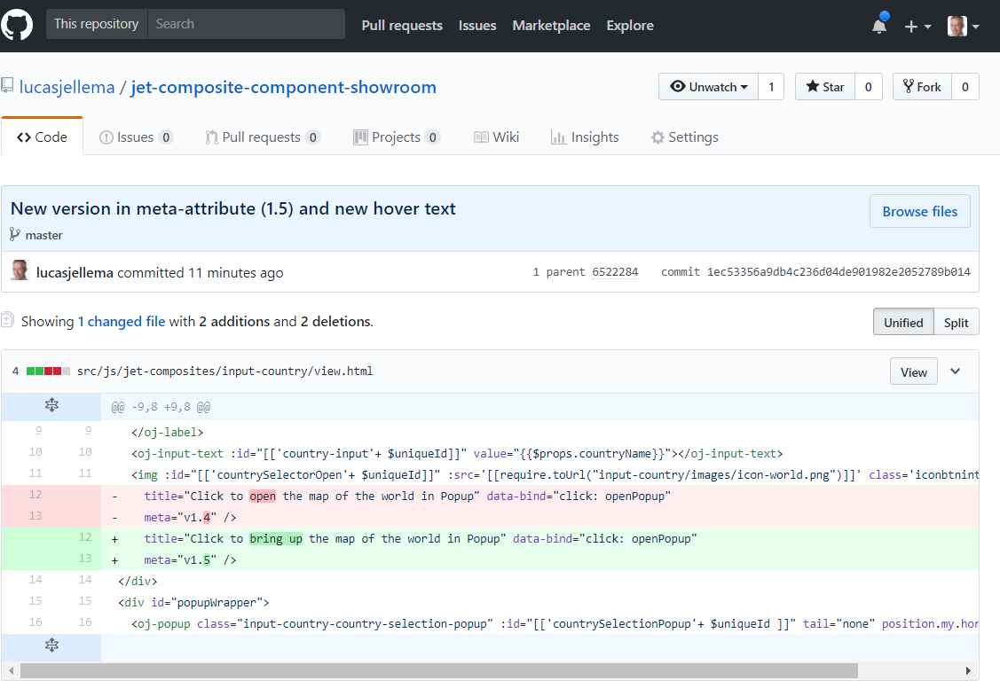 This repository Search Pull requests Issues Marketplace Explore
lucasjellema / jet-composite-component-showroom Unwatch 1 Star 0 Fork 0
Code Issues 0 Pull requests 0 Projects 0 Wiki Insights Settings
New version in meta-attribute (1.5) and new hover text Browse files
master
lucasjellema committed 11 minutes ago 1 parent 6522284 commit 1ec53356a9db4c236d04de901982e2052789b014
Showing 1 changed file with 2 additions and 2 deletions. Unified Split
4 src/js/jet-composites/input-country/view.html View
@@ -9,8 +9,8 @@
9 9 </oj-label>
10 10 <oj-input-text :id="[['country-input'+ $uniqueId]]" value="{{$props.countryName}}"></oj-input-text>
11 11 <img :id="[['countrySelectorOpen'+ $uniqueId]]" :src='[[require.toUrl("input-country/images/icon-world.png")]]' class='iconbtnint
12 - title="Click to open the map of the world in Popup" data-bind="click: openPopup"
13 - meta="v1.4" />
12 + title="Click to bring up the map of the world in Popup" data-bind="click: openPopup"
13 + meta="v1.5" />
14 14 </div>
15 15 <div id="popupWrapper">
16 16 <oj-popup class="input-country-country-selection-popup" :id="[['countrySelectionPopup'+ $uniqueId ]]" tail="none" position.my.hor